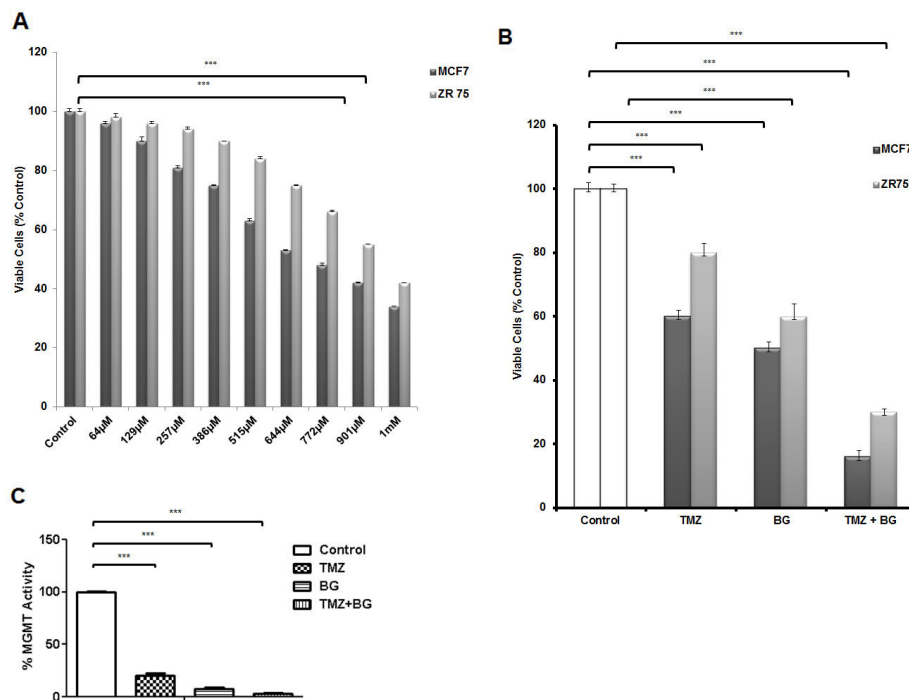 A
120
100
80
60
40
20
0
Viable Cells (% Control)
***
***
MCF7
ZR 75
Control
64µM
129µM
257µM
386µM
515µM
644µM
772µM
901µM
1mM
B
***
***
***
***
***
***
120
100
80
60
40
20
0
Viable Cells (% Control)
MCF7
ZR75
Control
TMZ
BG
TMZ + BG
C
***
***
***
150
100
50
0
% MGMT Activity
Control
TMZ
BG
TMZ+BG